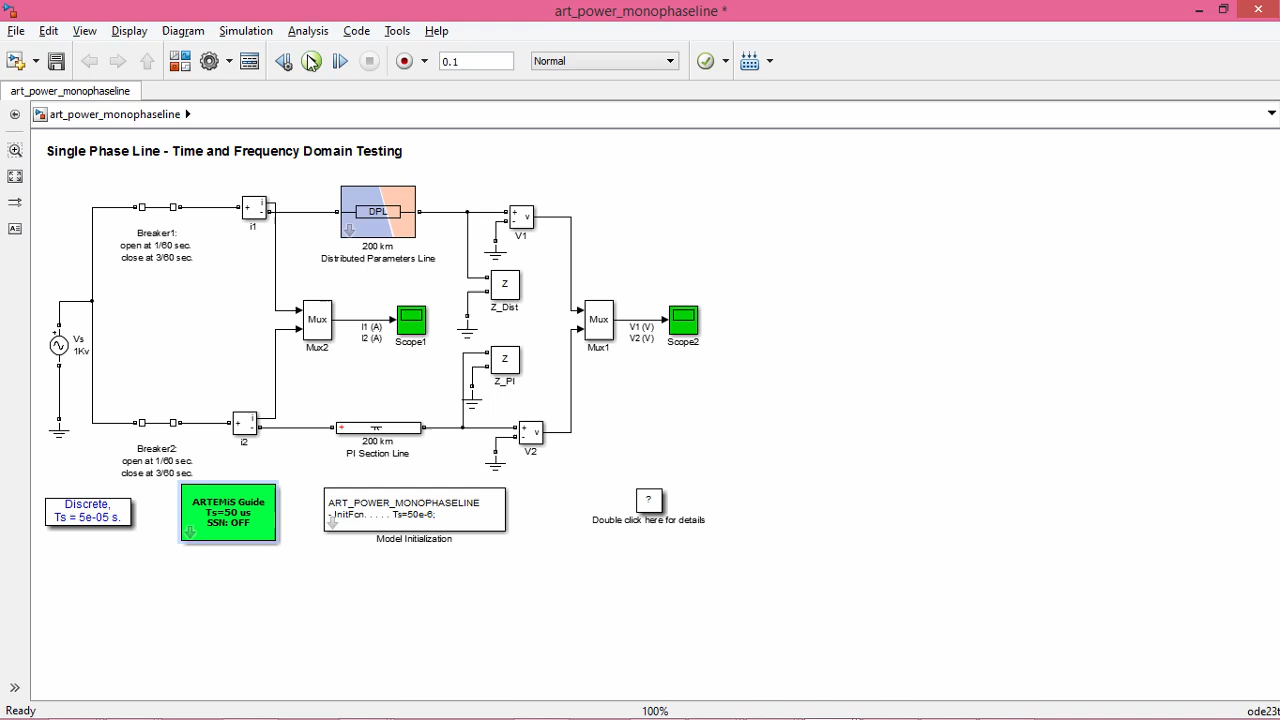 art_power_monophaseline *
File Edit View Display Diagram Simulation Analysis Code Tools Help
0.1 Normal
art_power_monophaseline
art_power_monophaseline
Single Phase Line - Time and Frequency Domain Testing
i
+
-
i1
Breaker1:
open at 1/60 sec.
close at 3/60 sec.
DPL
200 km
Distributed Parameters Line
+
-
v
V1
Z
Z_Dist
+
Vs
1Kv
Mux
Mux2
I1 (A)
I2 (A)
Scope1
Mux
Mux1
V1 (V)
V2 (V)
Scope2
Z
Z_PI
+
i
-
i2
Breaker2:
open at 1/60 sec.
close at 3/60 sec.
+
200 km
PI Section Line
+
-
v
V2
Discrete,
Ts = 5e-05 s.
ARTEMiS Guide
Ts=50 us
SSN: OFF
ART_POWER_MONOPHASELINE
- InitFcn. . . . . Ts=50e-6;
Model Initialization
?
Double click here for details
Ready 100% ode23t